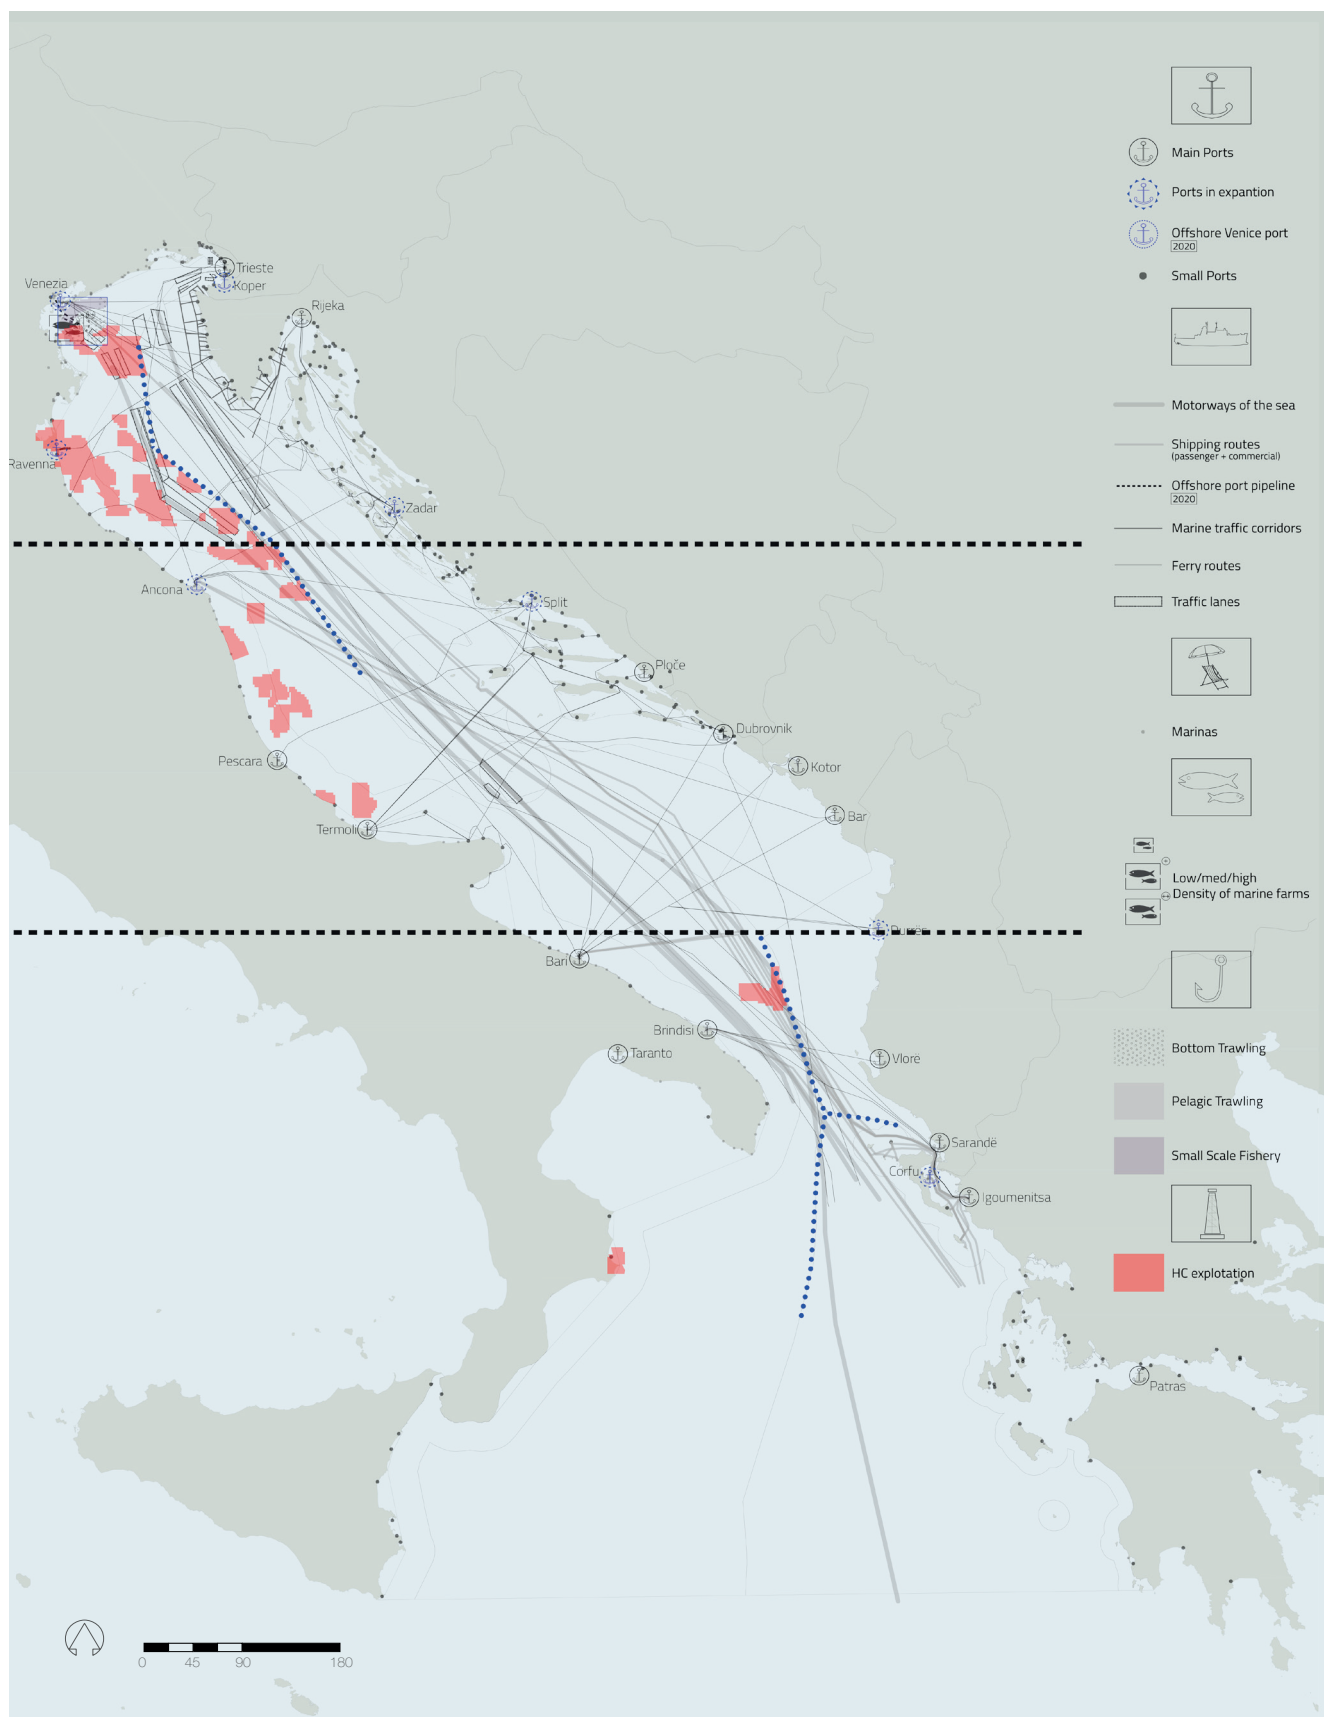 Main Ports
Ports in expantion
Offshore Venice port
2020
Small Ports
Motorways of the sea
Shipping routes
(passenger + commercial)
Offshore port pipeline
2020
Marine traffic corridors
Ferry routes
Traffic lanes
Marinas
Low/med/high
Density of marine farms
Bottom Trawling
Pelagic Trawling
Small Scale Fishery
HC explotation
Trieste
Koper
Venezia
Rijeka
Ravenna
Zadar
Ancona
Split
Ploče
Dubrovnik
Pescara
Kotor
Bar
Termoli
Durrës
Bari
Brindisi
Taranto
Vlorë
Sarandë
Corfu
Igoumenitsa
Patras
0 45 90 180